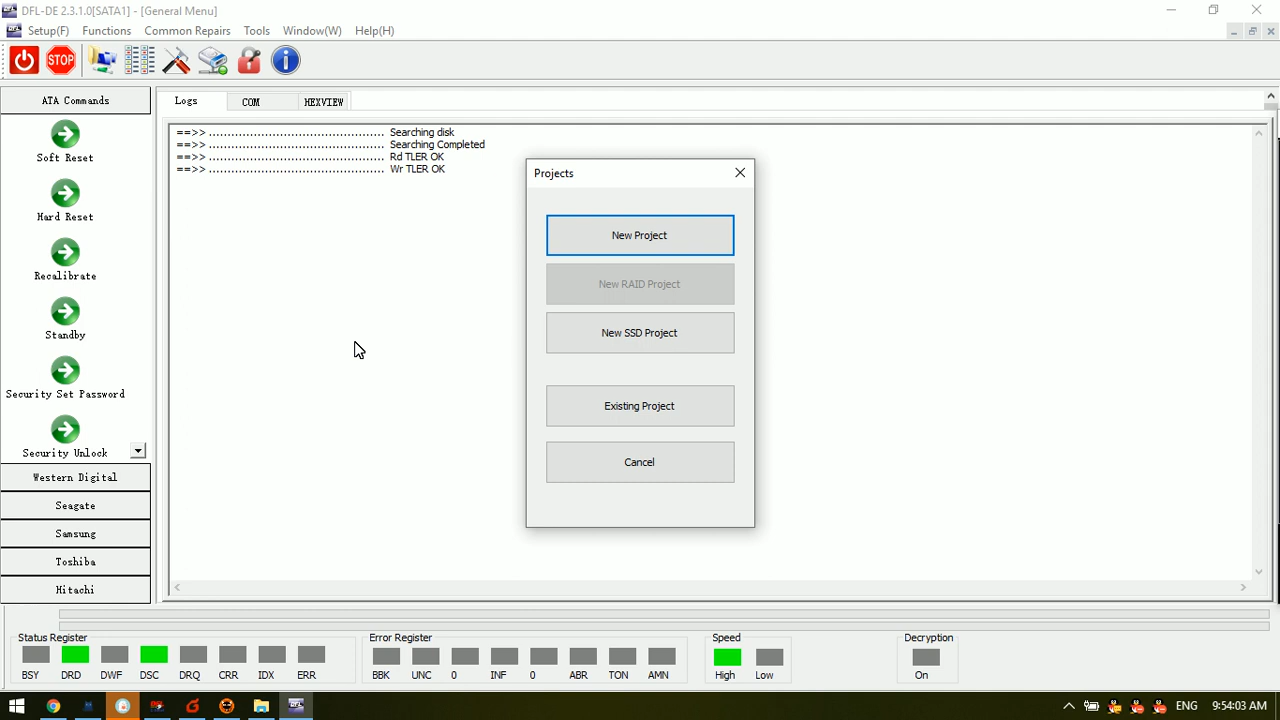 DFL-DE 2.3.1.0[SATA1] - [General Menu]
Setup(F) Functions Common Repairs Tools Window(W) Help(H)
STOP
ATA Commands
Soft Reset
Hard Reset
Recalibrate
Standby
Security Set Password
Security Unlock
Western Digital
Seagate
Samsung
Toshiba
Hitachi
Logs COM HEXVIEW
==>> ............................................... Searching disk
==>> ............................................... Searching Completed
==>> ............................................... Rd TLER OK
==>> ............................................... Wr TLER OK
Projects
New Project
New RAID Project
New SSD Project
Existing Project
Cancel
Status Register
BSY DRD DWF DSC DRQ CRR IDX ERR
Error Register
BBK UNC 0 INF 0 ABR TON AMN
Speed
High Low
Decryption
On
ENG 9:54:03 AM